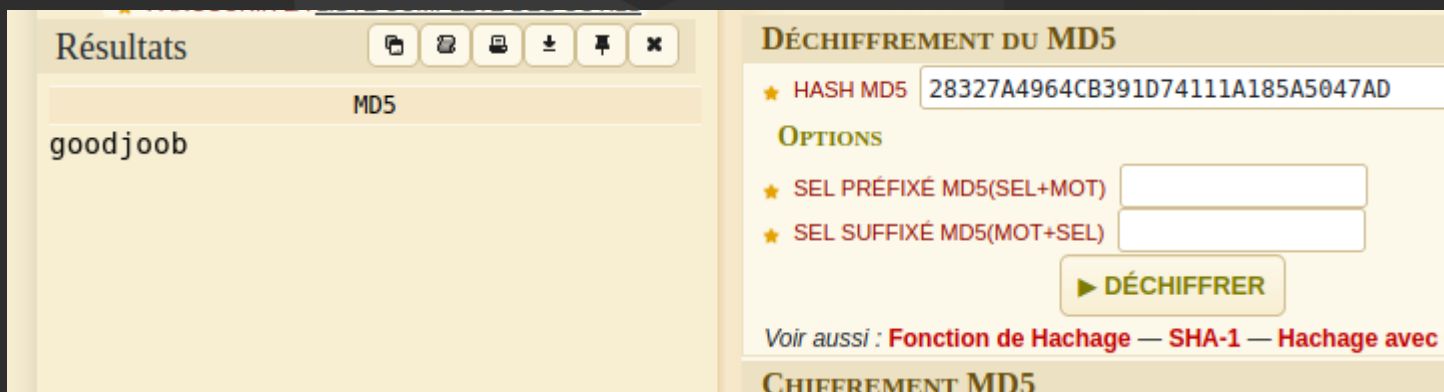 Résultats
MD5
goodjoob
DÉCHIFFREMENT DU MD5
HASH MD5 28327A4964CB391D74111A185A5047AD
OPTIONS
SEL PRÉFIXÉ MD5(SEL+MOT)
SEL SUFFIXÉ MD5(MOT+SEL)
▶ DÉCHIFFRER
Voir aussi : Fonction de Hachage — SHA-1 — Hachage avec
CHIFFREMENT MD5